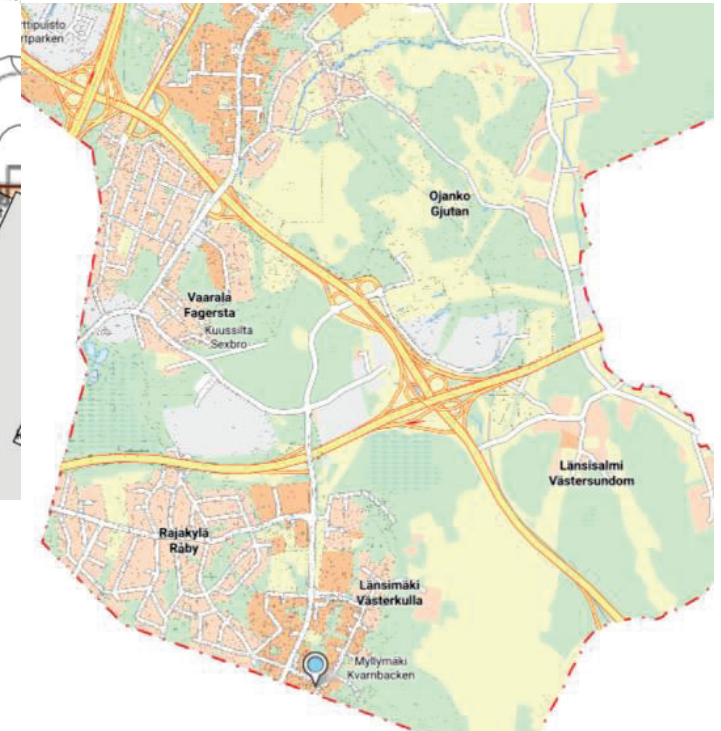 Ojanko
Gjutan
Vaarala
Fagersta
Kuussilta
Sexbro
Länsisalmi
Västersundom
Rajakylä
Råby
Länsimäki
Västerkulla
Myllymäki
Kvarnbacken